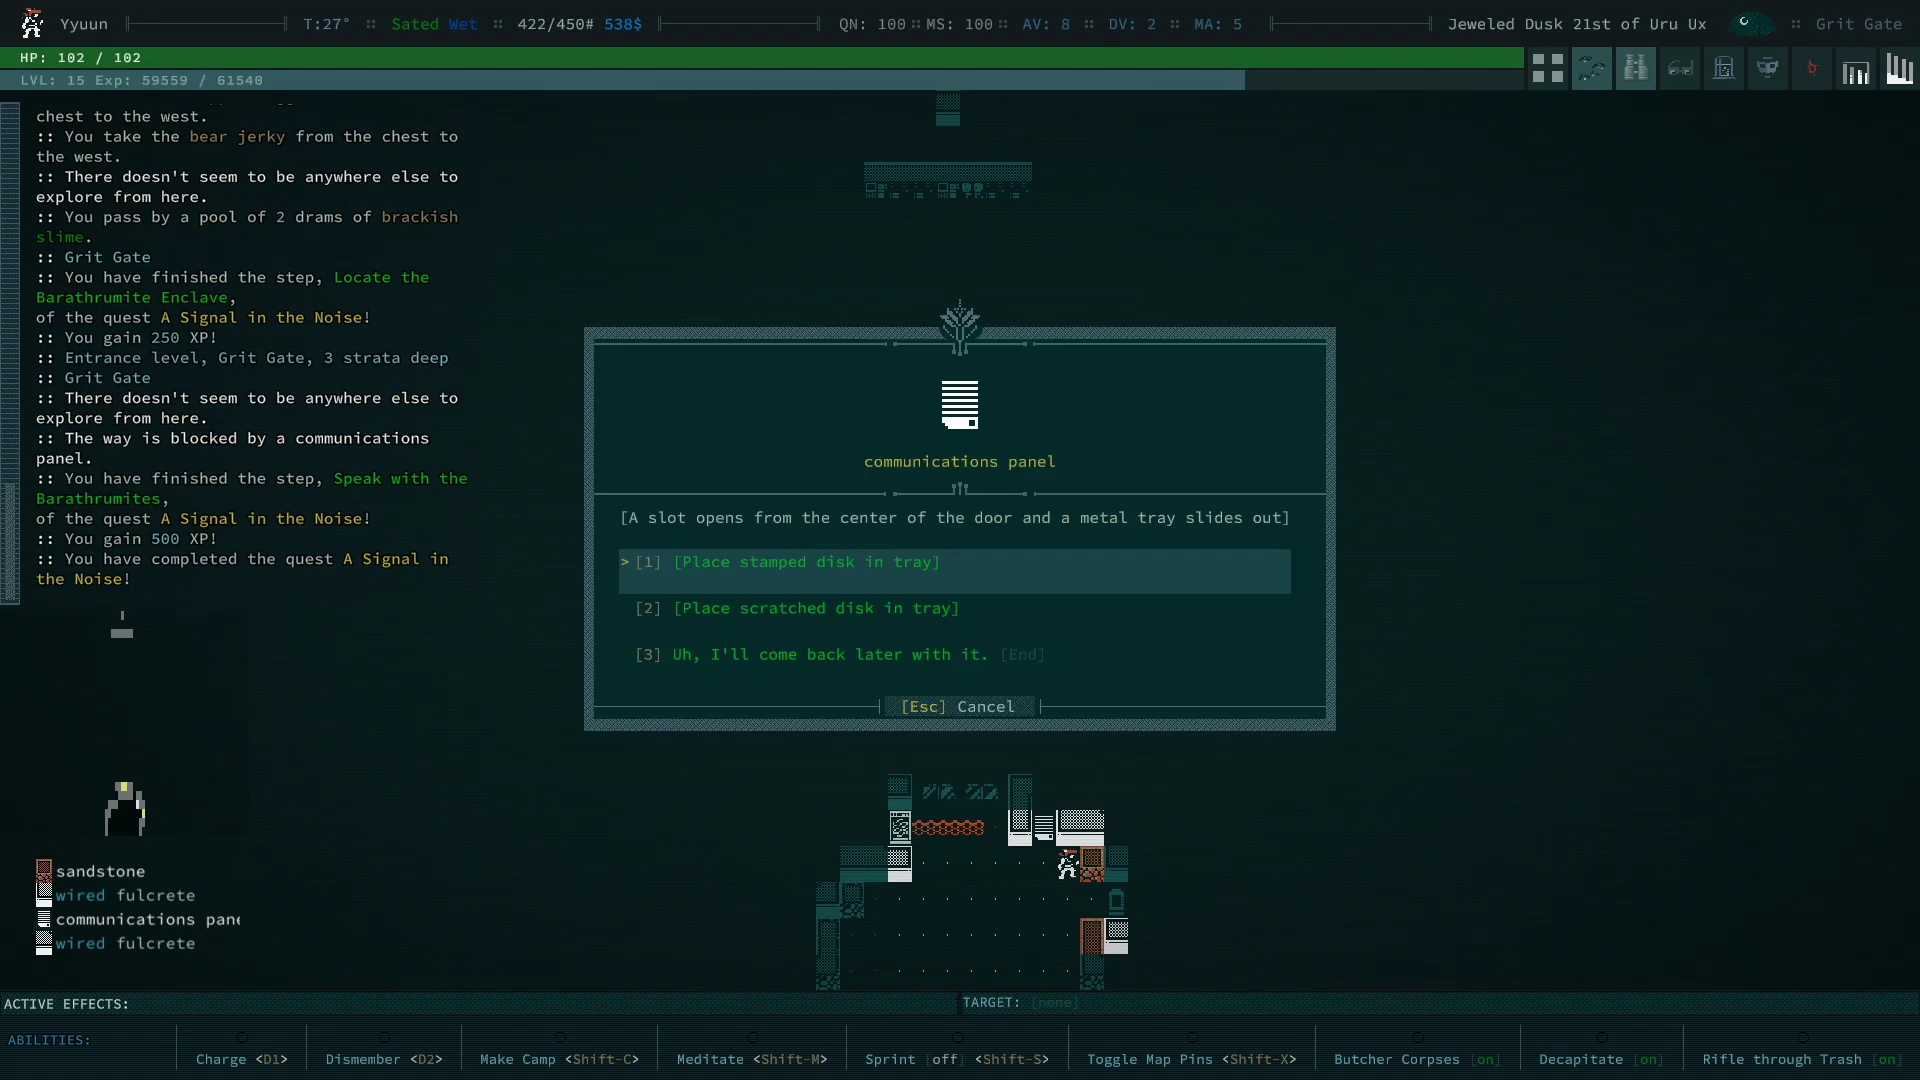 Yyuun T:27° Sated Wet 422/450# 538$ QN: 100 MS: 100 AV: 8 DV: 2 MA: 5 Jeweled Dusk 21st of Uru Ux Grit Gate
HP: 102 / 102
LVL: 15 Exp: 59559 / 61540
chest to the west.
:: You take the bear jerky from the chest to
the west.
:: There doesn't seem to be anywhere else to
explore from here.
:: You pass by a pool of 2 drams of brackish
slime.
:: Grit Gate
:: You have finished the step, Locate the
Barathrumite Enclave,
of the quest A Signal in the Noise!
:: You gain 250 XP!
:: Entrance level, Grit Gate, 3 strata deep
:: Grit Gate
:: There doesn't seem to be anywhere else to
explore from here.
:: The way is blocked by a communications
panel.
:: You have finished the step, Speak with the
Barathrumites,
of the quest A Signal in the Noise!
:: You gain 500 XP!
:: You have completed the quest A Signal in
the Noise!
communications panel
[A slot opens from the center of the door and a metal tray slides out]
> [1] [Place stamped disk in tray]
[2] [Place scratched disk in tray]
[3] Uh, I'll come back later with it. [End]
[Esc] Cancel
sandstone
wired fulcrete
communications pane
wired fulcrete
ACTIVE EFFECTS:
TARGET: [none]
ABILITIES:
Charge <D1> Dismember <D2> Make Camp <Shift-C> Meditate <Shift-M> Sprint [off] <Shift-S> Toggle Map Pins <Shift-X> Butcher Corpses [on] Decapitate [on] Rifle through Trash [on]